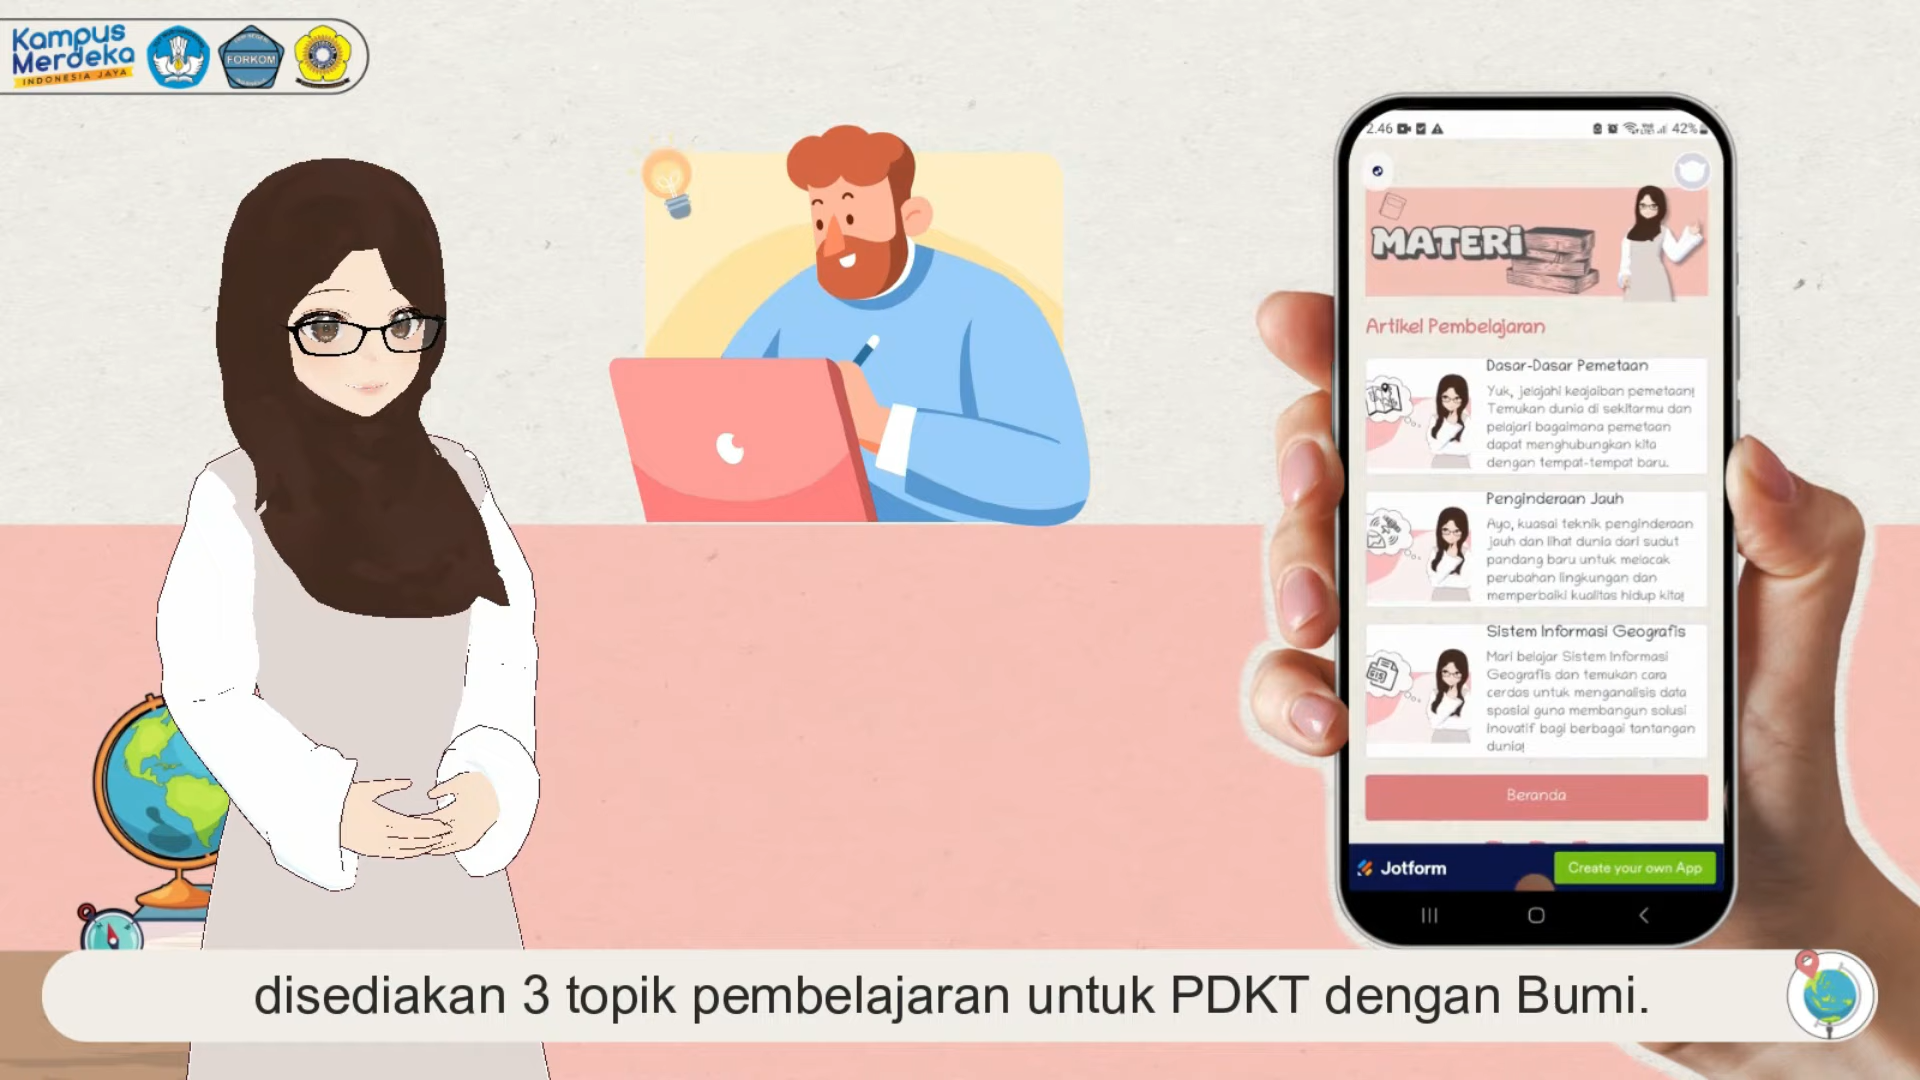 Kampus
Merdeka
INDONESIA JAYA
FORKOM
2.46
42%
MATERi
Artikel Pembelajaran
Dasar-Dasar Pemetaan
Yuk, jelajahi keajaiban pemetaan!
Temukan dunia di sekitarmu dan
pelajari bagaimana pemetaan
dapat menghubungkan kita
dengan tempat-tempat baru.
Penginderaan Jauh
Ayo, kuasai teknik penginderaan
jauh dan lihat dunia dari sudut
pandang baru untuk melacak
perubahan lingkungan dan
memperbaiki kualitas hidup kita!
Sistem Informasi Geografis
Mari belajar Sistem Informasi
Geografis dan temukan cara
cerdas untuk menganalisis data
spasial guna membangun solusi
inovatif bagi berbagai tantangan
dunia!
Beranda
Jotform
Create your own App
disediakan 3 topik pembelajaran untuk PDKT dengan Bumi.